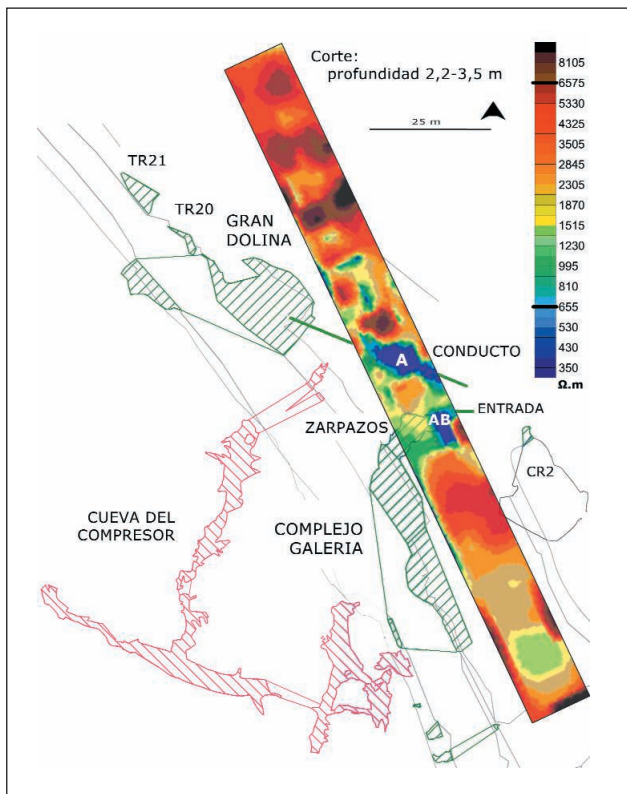 Corte:
profundidad 2,2-3,5 m
25 m
8105
6575
5330
4325
3505
2845
2305
1870
1515
1230
995
810
655
530
430
350
Ω.m
TR21
TR20
GRAN
DOLINA
A
CONDUCTO
ENTRADA
AB
ZARPAZOS
CR2
CUEVA DEL
COMPRESOR
COMPLEJO
GALERIA